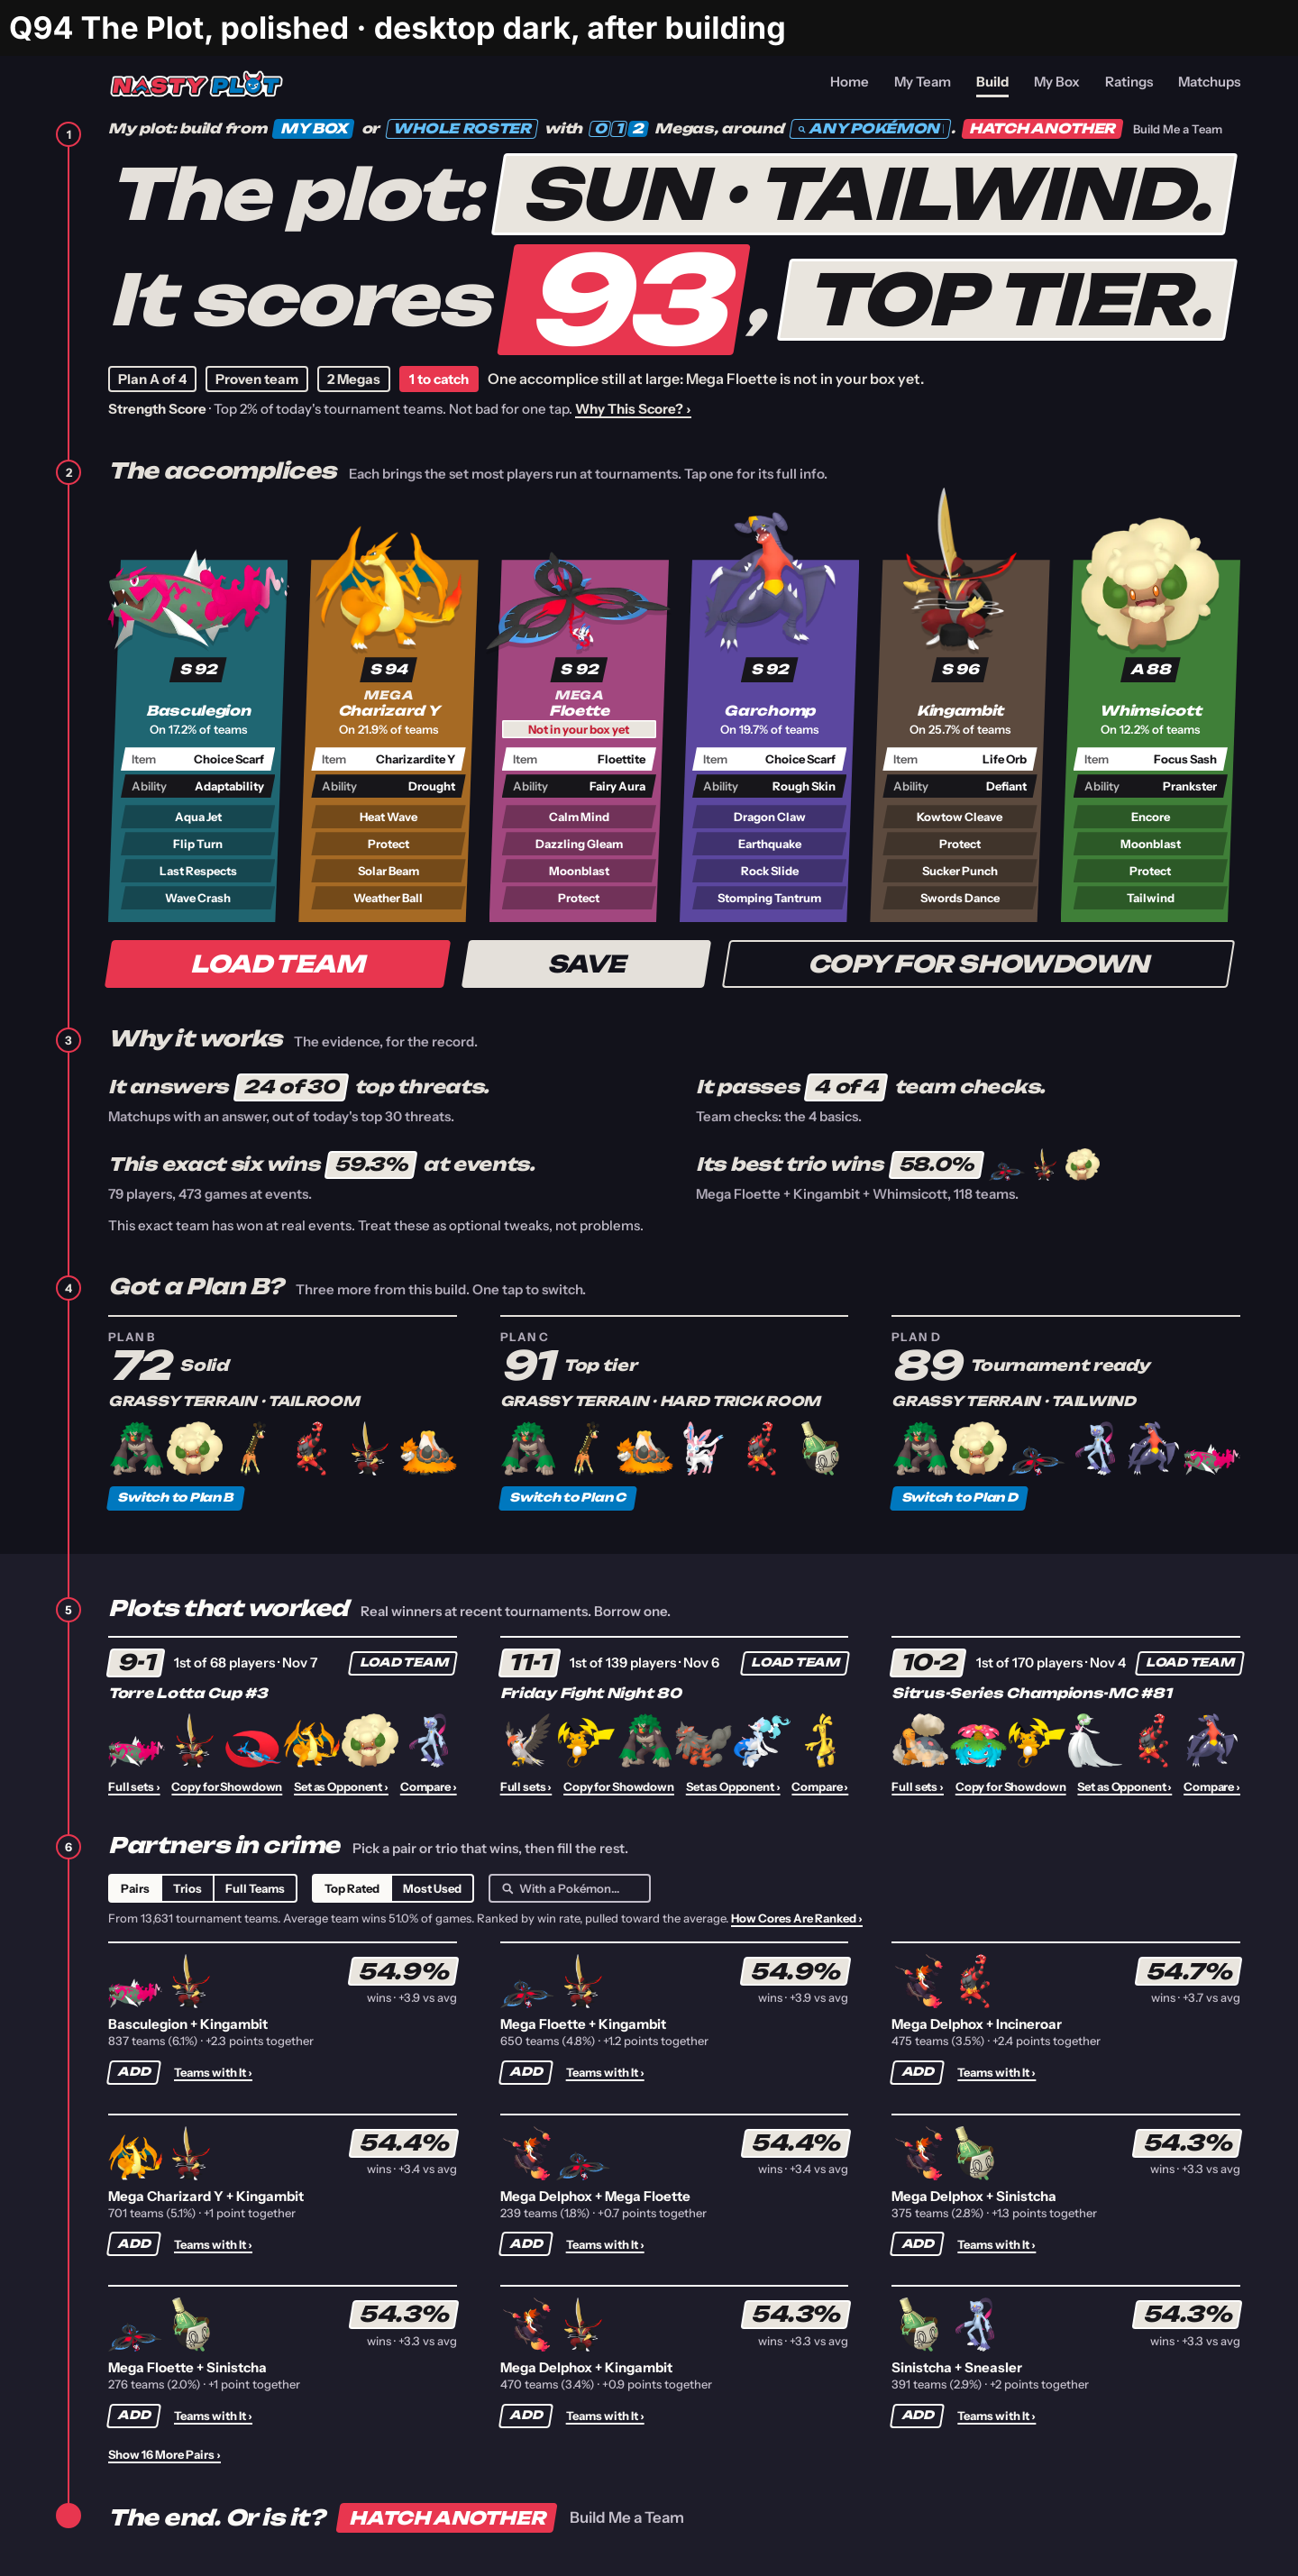 Q94 The Plot, polished · desktop dark, after building
NASTY PLOT
Home My Team Build My Box Ratings Matchups
1
My plot: build from MY BOX or WHOLE ROSTER with 0 1 2 Megas, around ANY POKÉMON . HATCH ANOTHER Build Me a Team
The plot: SUN · TAILWIND.
It scores 93, TOP TIER.
Plan A of 4 Proven team 2 Megas 1 to catch One accomplice still at large: Mega Floette is not in your box yet.
Strength Score · Top 2% of today's tournament teams. Not bad for one tap. Why This Score? ›
2
The accomplices Each brings the set most players run at tournaments. Tap one for its full info.
S 92 S 94 S 92 S 92 S 96 A 88
MEGA MEGA
Basculegion Charizard Y Floette Garchomp Kingambit Whimsicott
On 17.2% of teams On 21.9% of teams Not in your box yet On 19.7% of teams On 25.7% of teams On 12.2% of teams
Item Choice Scarf Item Charizardite Y Item Floettite Item Choice Scarf Item Life Orb Item Focus Sash
Ability Adaptability Ability Drought Ability Fairy Aura Ability Rough Skin Ability Defiant Ability Prankster
Aqua Jet Heat Wave Calm Mind Dragon Claw Kowtow Cleave Encore
Flip Turn Protect Dazzling Gleam Earthquake Protect Moonblast
Last Respects Solar Beam Moonblast Rock Slide Sucker Punch Protect
Wave Crash Weather Ball Protect Stomping Tantrum Swords Dance Tailwind
LOAD TEAM SAVE COPY FOR SHOWDOWN
3
Why it works The evidence, for the record.
It answers 24 of 30 top threats. It passes 4 of 4 team checks.
Matchups with an answer, out of today's top 30 threats. Team checks: the 4 basics.
This exact six wins 59.3% at events. Its best trio wins 58.0%
79 players, 473 games at events. Mega Floette + Kingambit + Whimsicott, 118 teams.
This exact team has won at real events. Treat these as optional tweaks, not problems.
4
Got a Plan B? Three more from this build. One tap to switch.
PLAN B PLAN C PLAN D
72 Solid 91 Top tier 89 Tournament ready
GRASSY TERRAIN · TAILROOM GRASSY TERRAIN · HARD TRICK ROOM GRASSY TERRAIN · TAILWIND
Switch to Plan B Switch to Plan C Switch to Plan D
5
Plots that worked Real winners at recent tournaments. Borrow one.
9-1 1st of 68 players · Nov 7 LOAD TEAM 11-1 1st of 139 players · Nov 6 LOAD TEAM 10-2 1st of 170 players · Nov 4 LOAD TEAM
Torre Lotta Cup #3 Friday Fight Night 80 Sitrus-Series Champions-MC #81
Full sets › Copy for Showdown Set as Opponent › Compare › Full sets › Copy for Showdown Set as Opponent › Compare › Full sets › Copy for Showdown Set as Opponent › Compare ›
6
Partners in crime Pick a pair or trio that wins, then fill the rest.
Pairs Trios Full Teams Top Rated Most Used With a Pokémon...
From 13,631 tournament teams. Average team wins 51.0% of games. Ranked by win rate, pulled toward the average. How Cores Are Ranked ›
54.9% 54.9% 54.7%
wins · +3.9 vs avg wins · +3.9 vs avg wins · +3.7 vs avg
Basculegion + Kingambit Mega Floette + Kingambit Mega Delphox + Incineroar
837 teams (6.1%) · +2.3 points together 650 teams (4.8%) · +1.2 points together 475 teams (3.5%) · +2.4 points together
ADD Teams with It › ADD Teams with It › ADD Teams with It ›
54.4% 54.4% 54.3%
wins · +3.4 vs avg wins · +3.4 vs avg wins · +3.3 vs avg
Mega Charizard Y + Kingambit Mega Delphox + Mega Floette Mega Delphox + Sinistcha
701 teams (5.1%) · +1 point together 239 teams (1.8%) · +0.7 points together 375 teams (2.8%) · +1.3 points together
ADD Teams with It › ADD Teams with It › ADD Teams with It ›
54.3% 54.3% 54.3%
wins · +3.3 vs avg wins · +3.3 vs avg wins · +3.3 vs avg
Mega Floette + Sinistcha Mega Delphox + Kingambit Sinistcha + Sneasler
276 teams (2.0%) · +1 point together 470 teams (3.4%) · +0.9 points together 391 teams (2.9%) · +2 points together
ADD Teams with It › ADD Teams with It › ADD Teams with It ›
Show 16 More Pairs ›
The end. Or is it? HATCH ANOTHER Build Me a Team